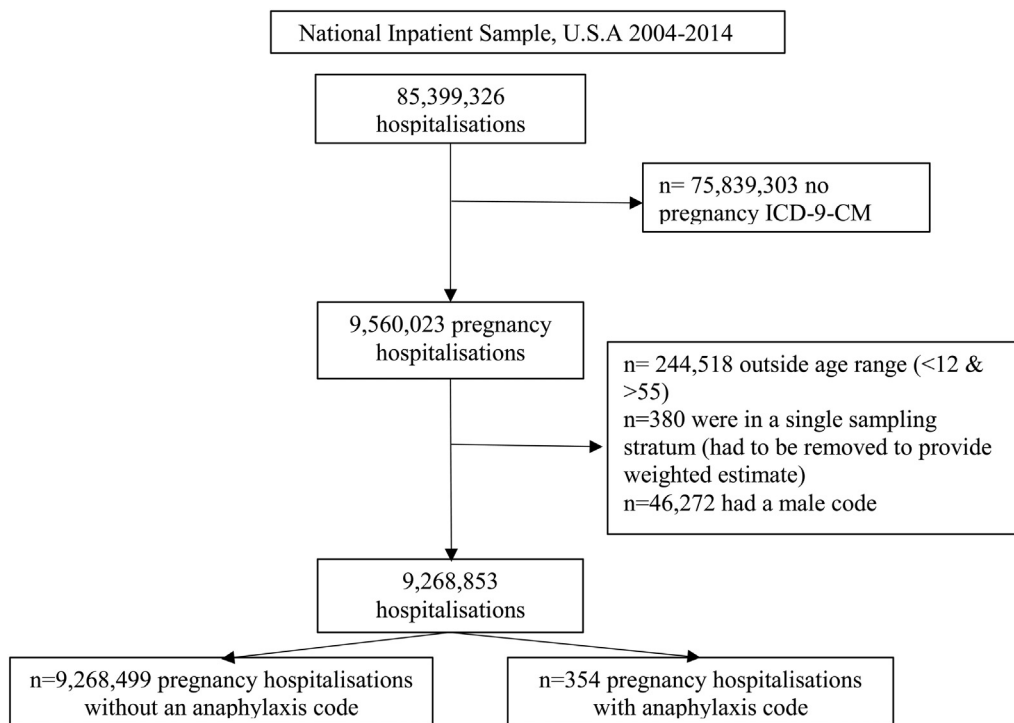 National Inpatient Sample, U.S.A 2004-2014
85,399,326
hospitalisations
n= 75,839,303 no
pregnancy ICD-9-CM
9,560,023 pregnancy
hospitalisations
n= 244,518 outside age range (<12 &
>55)
n=380 were in a single sampling
stratum (had to be removed to provide
weighted estimate)
n=46,272 had a male code
9,268,853
hospitalisations
n=9,268,499 pregnancy hospitalisations
without an anaphylaxis code
n=354 pregnancy hospitalisations
with anaphylaxis code